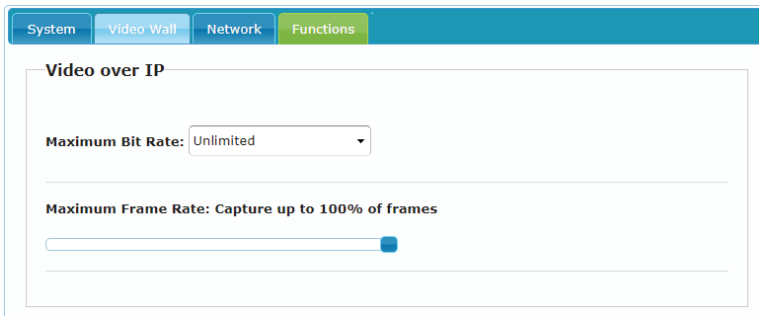 System Video Wall Network Functions
Video over IP
Maximum Bit Rate: Unlimited
Maximum Frame Rate: Capture up to 100% of frames